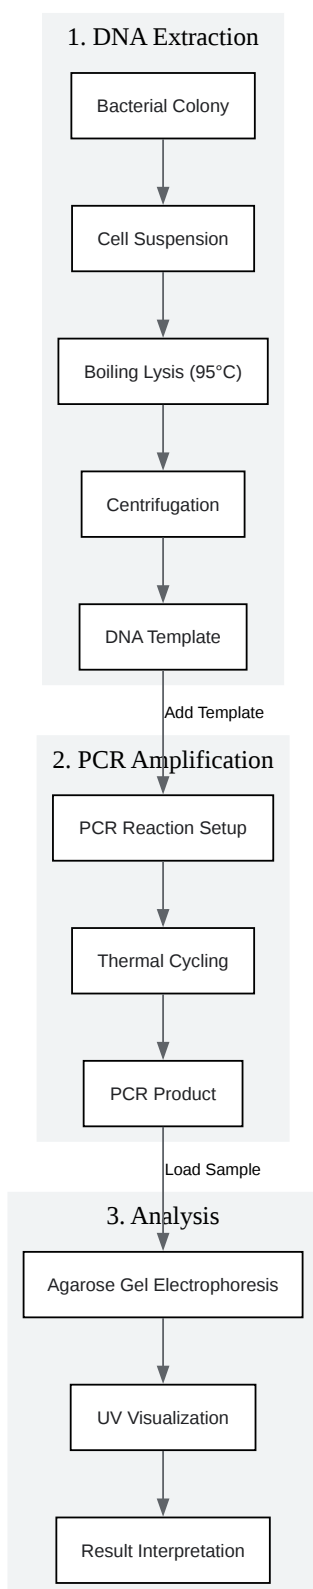 1. DNA Extraction
Bacterial Colony
Cell Suspension
Boiling Lysis (95°C)
Centrifugation
DNA Template
Add Template
2. PCR Amplification
PCR Reaction Setup
Thermal Cycling
PCR Product
Load Sample
3. Analysis
Agarose Gel Electrophoresis
UV Visualization
Result Interpretation